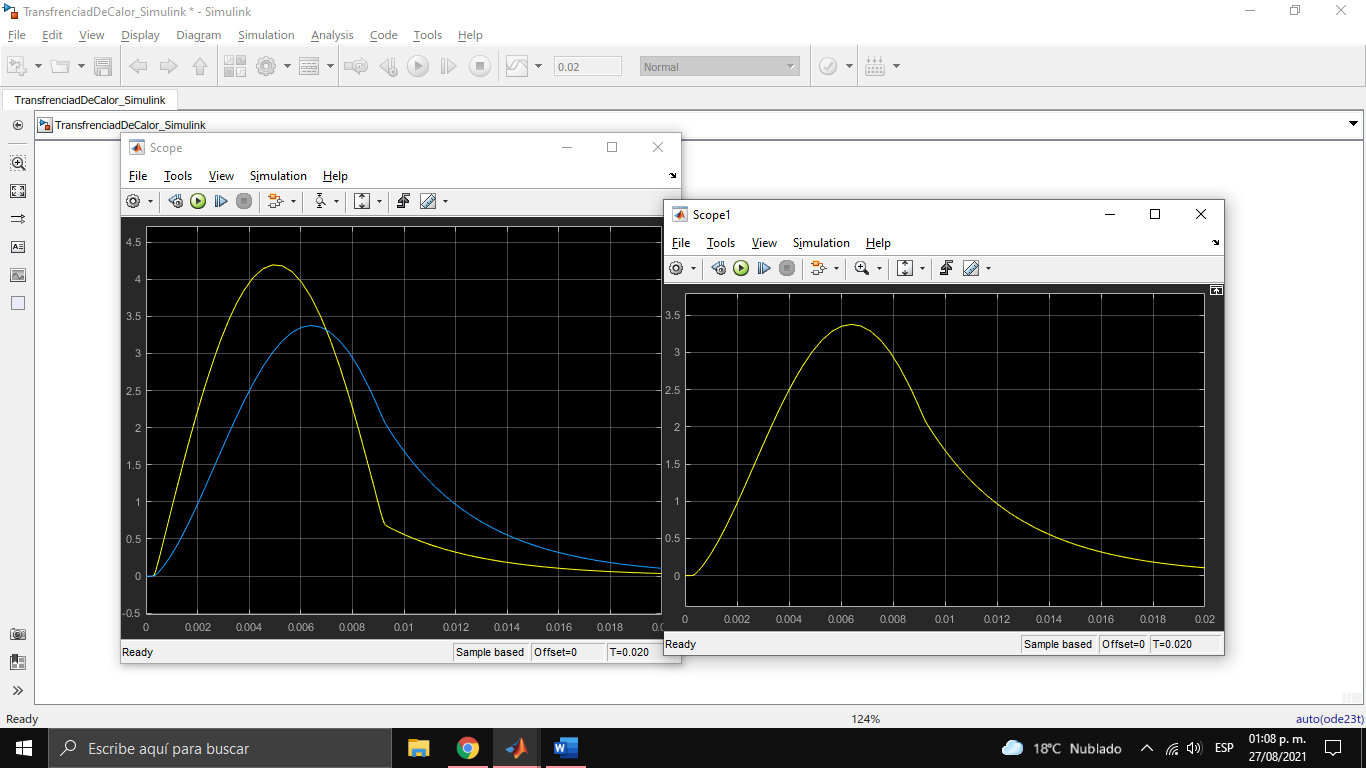 TransfrenciadDeCalor_Simulink * - Simulink
File Edit View Display Diagram Simulation Analysis Code Tools Help
0.02 Normal
TransfrenciadDeCalor_Simulink
TransfrenciadDeCalor_Simulink
Scope
File Tools View Simulation Help
4.5
4
3.5
3
2.5
2
1.5
1
0.5
0
-0.5
0 0.002 0.004 0.006 0.008 0.01 0.012 0.014 0.016 0.018
Ready Sample based Offset=0 T=0.020
Scope1
File Tools View Simulation Help
3.5
3
2.5
2
1.5
1
0.5
0
0 0.002 0.004 0.006 0.008 0.01 0.012 0.014 0.016 0.018 0.02
Ready Sample based Offset=0 T=0.020
Ready 124% auto(ode23t)
Escribe aquí para buscar
18°C Nublado
ESP
01:08 p. m.
27/08/2021